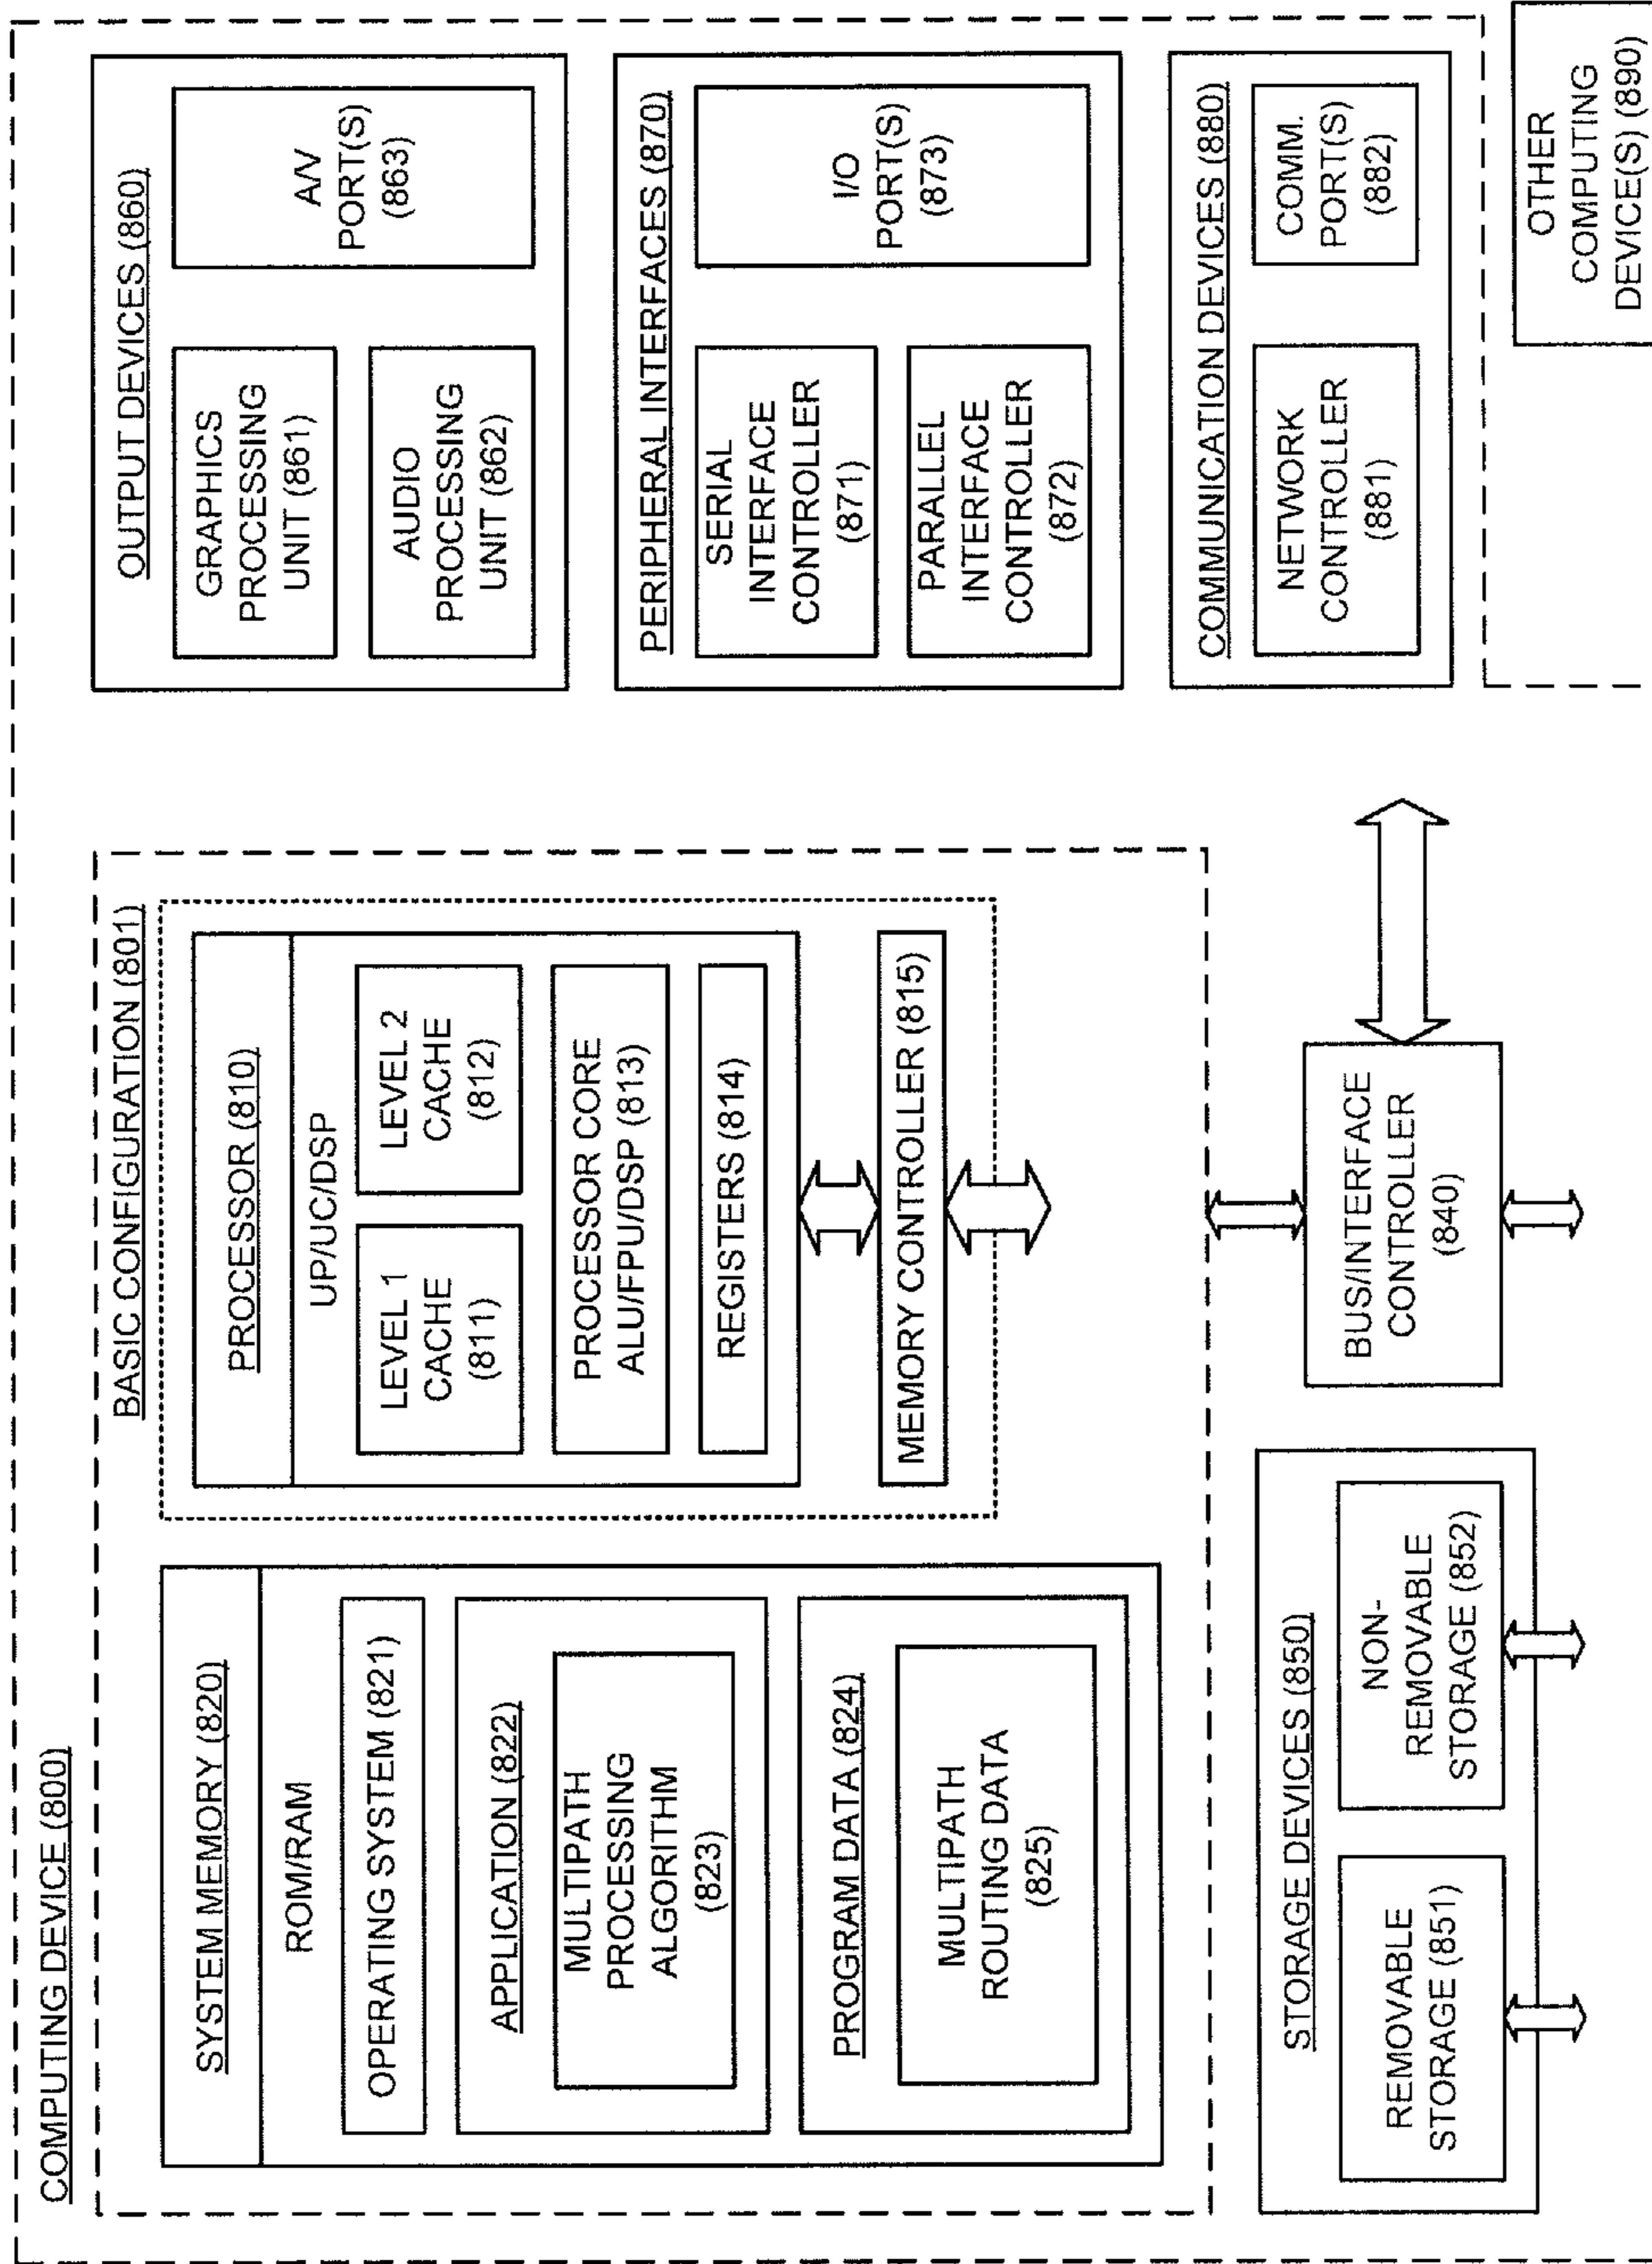 COMPUTING DEVICE (800)
BASIC CONFIGURATION (801)
SYSTEM MEMORY (820)
ROM/RAM
OPERATING SYSTEM (821)
APPLICATION (822)
MULTIPATH
PROCESSING
ALGORITHM
(823)
PROGRAM DATA (824)
MULTIPATH
ROUTING DATA
(825)
PROCESSOR (810)
UP/UC/DSP
LEVEL 1
CACHE
(811)
LEVEL 2
CACHE
(812)
PROCESSOR CORE
ALU/FPU/DSP (813)
REGISTERS (814)
MEMORY CONTROLLER (815)
STORAGE DEVICES (850)
REMOVABLE
STORAGE (851)
NON-
REMOVABLE
STORAGE (852)
BUS/INTERFACE
CONTROLLER
(840)
OUTPUT DEVICES (860)
GRAPHICS
PROCESSING
UNIT (861)
AUDIO
PROCESSING
UNIT (862)
A/V
PORT(S)
(863)
PERIPHERAL INTERFACES (870)
SERIAL
INTERFACE
CONTROLLER
(871)
PARALLEL
INTERFACE
CONTROLLER
(872)
I/O
PORT(S)
(873)
COMMUNICATION DEVICES (880)
NETWORK
CONTROLLER
(881)
COMM.
PORT(S)
(882)
OTHER
COMPUTING
DEVICE(S) (890)